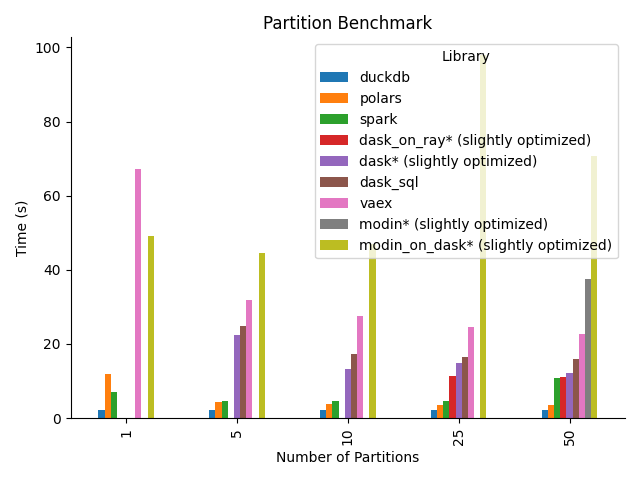 Partition Benchmark
100
80
60
40
20
0
Time (s)
Library
duckdb
polars
spark
dask_on_ray* (slightly optimized)
dask* (slightly optimized)
dask_sql
vaex
modin* (slightly optimized)
modin_on_dask* (slightly optimized)
1
5
10
25
50
Number of Partitions